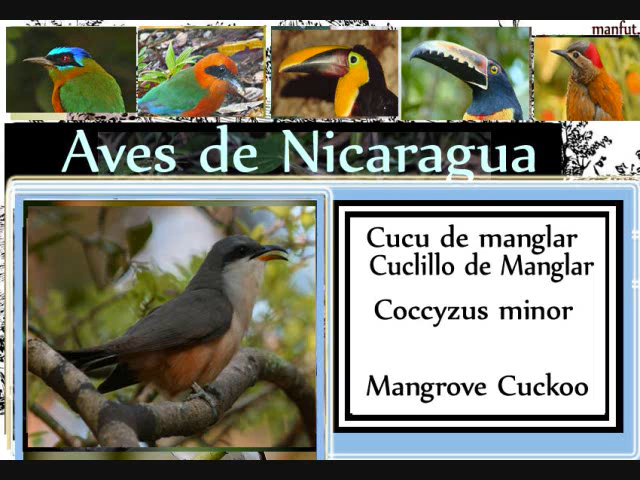 manfut.
Aves de Nicaragua
Cucu de manglar
Cuclillo de Manglar
Coccyzus minor
Mangrove Cuckoo